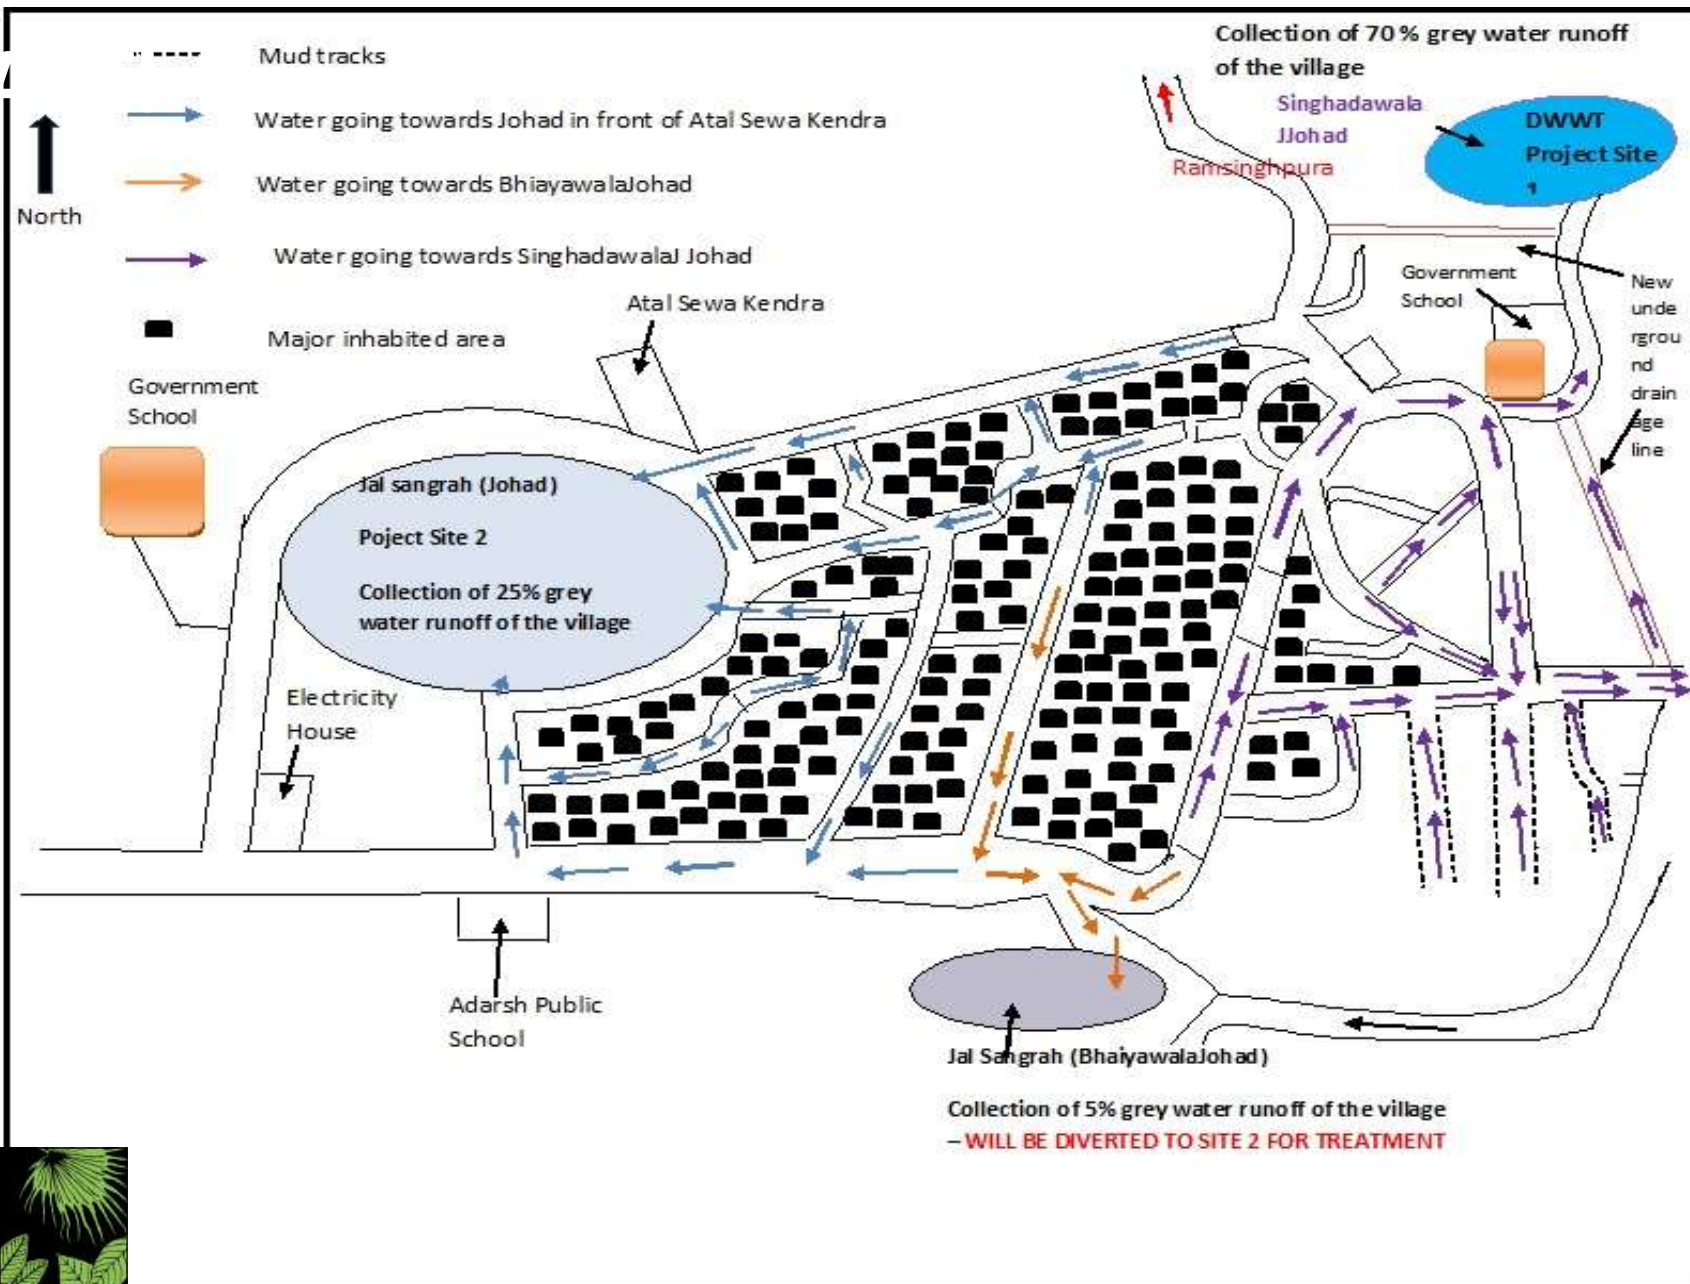 Collection of 70 % grey water runoff
of the village
Mud tracks
Water going towards Johad in front of Atal Sewa Kendra
Water going towards BhiayawalaJohad
Water going towards SinghadawalaJ Johad
Major inhabited area
North
Singhadawala
JJohad
DWWT
Project Site
1
Ramsinghpura
Government
School
New
unde
rgrou
nd
drain
age
line
Atal Sewa Kendra
Government
School
Jal sangrah (Johad)
Poject Site 2
Collection of 25% grey
water runoff of the village
Electricity
House
Adarsh Public
School
Jal Sangrah (BhaiyawalaJohad)
Collection of 5% grey water runoff of the village
– WILL BE DIVERTED TO SITE 2 FOR TREATMENT